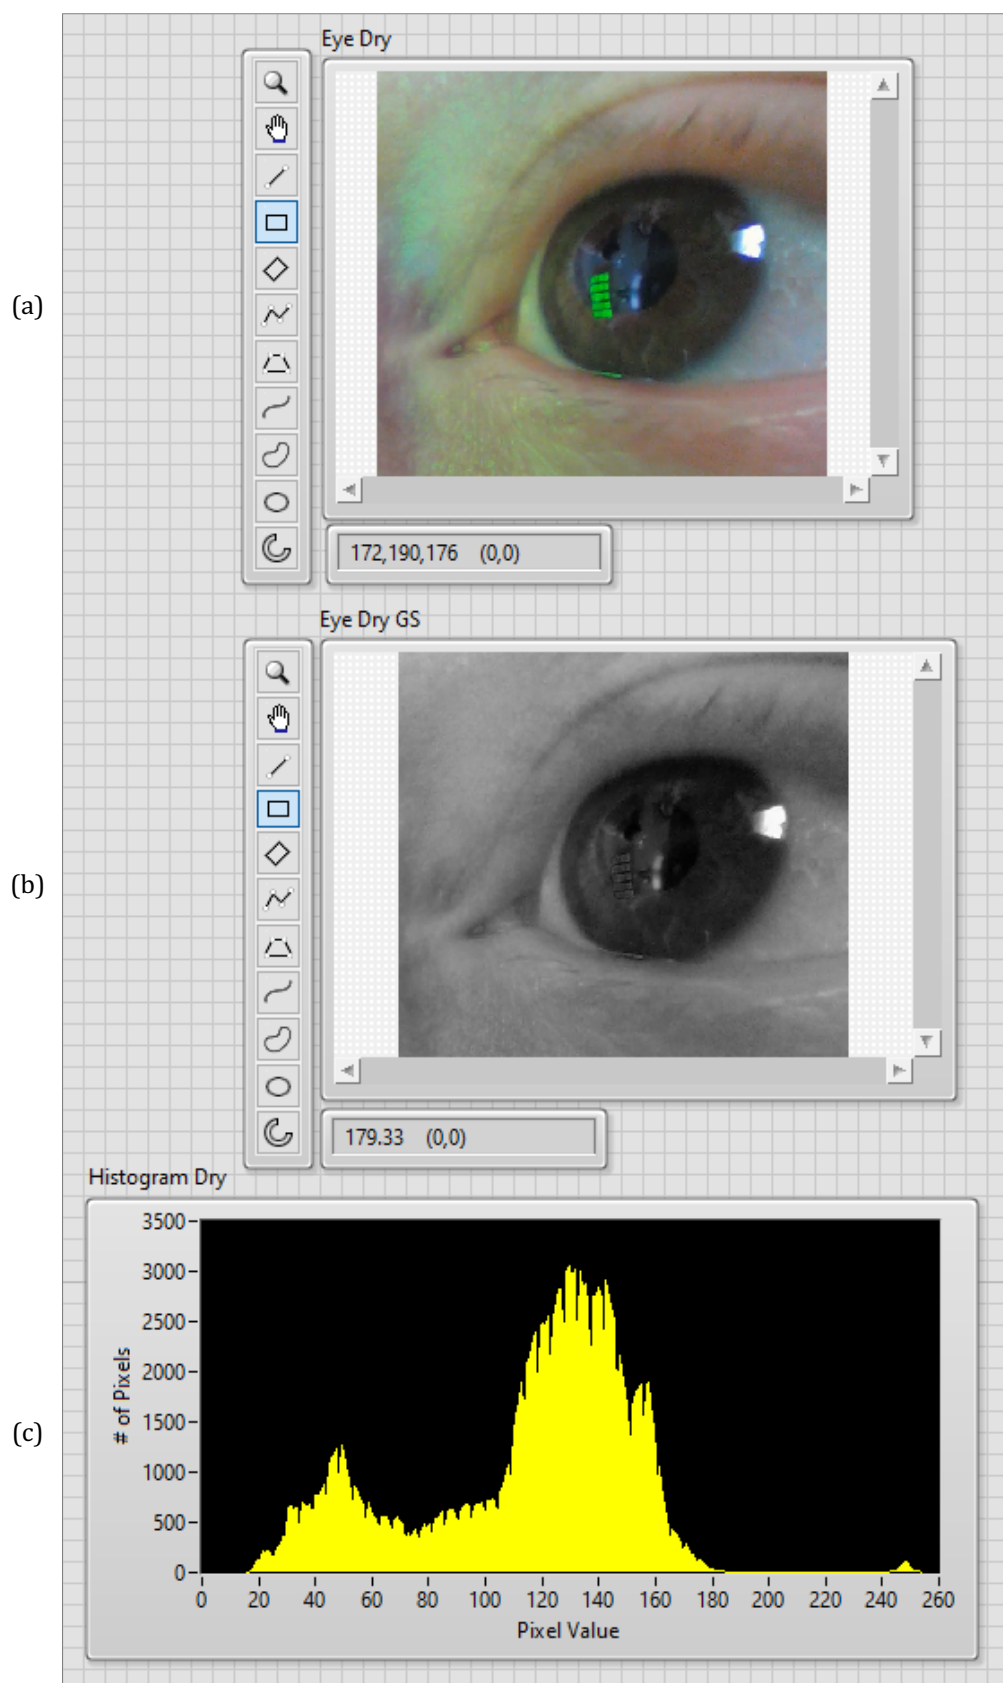 Eye Dry
(a)
172,190,176 (0,0)
Eye Dry GS
(b)
179.33 (0,0)
Histogram Dry
(c)
# of Pixels
3500
3000
2500
2000
1500
1000
500
0
0 20 40 60 80 100 120 140 160 180 200 220 240 260
Pixel Value